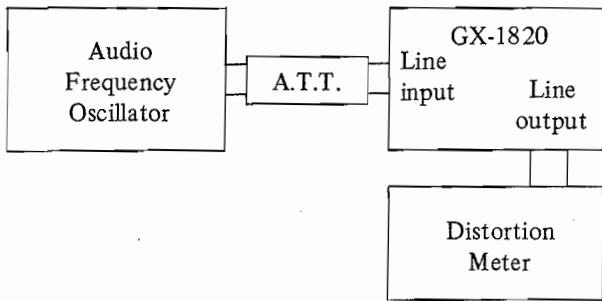 Audio
Frequency
Oscillator
A.T.T.
GX-1820
Line
input
Line
output
Distortion
Meter